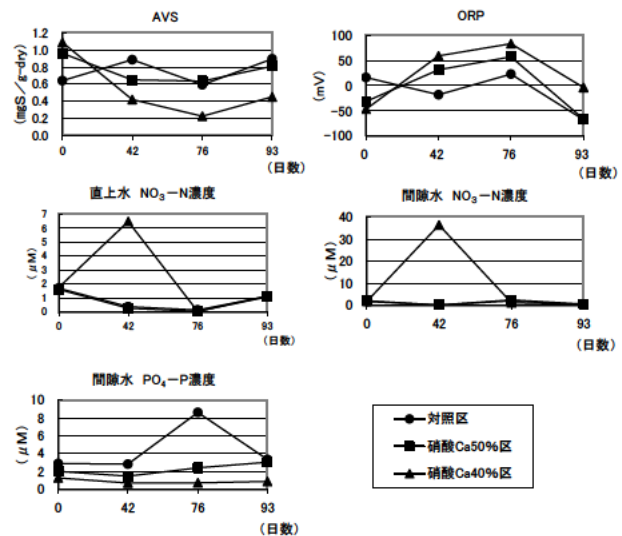 AVS
(mgS／g-dry)
1.2
1.0
0.8
0.6
0.4
0.2
0.0
0 42 76 93
(日数)
ORP
(mV)
100
50
0
-50
-100
0 42 76 93
(日数)
直上水 NO₃－N濃度
(μM)
7
6
5
4
3
2
1
0
0 42 76 93
(日数)
間隙水 NO₃－N濃度
(μM)
40
30
20
10
0
0 42 76 93
(日数)
間隙水 PO₄－P濃度
(μM)
10
8
6
4
2
0
0 42 76 93
(日数)
対照区
硝酸Ca50%区
硝酸Ca40%区